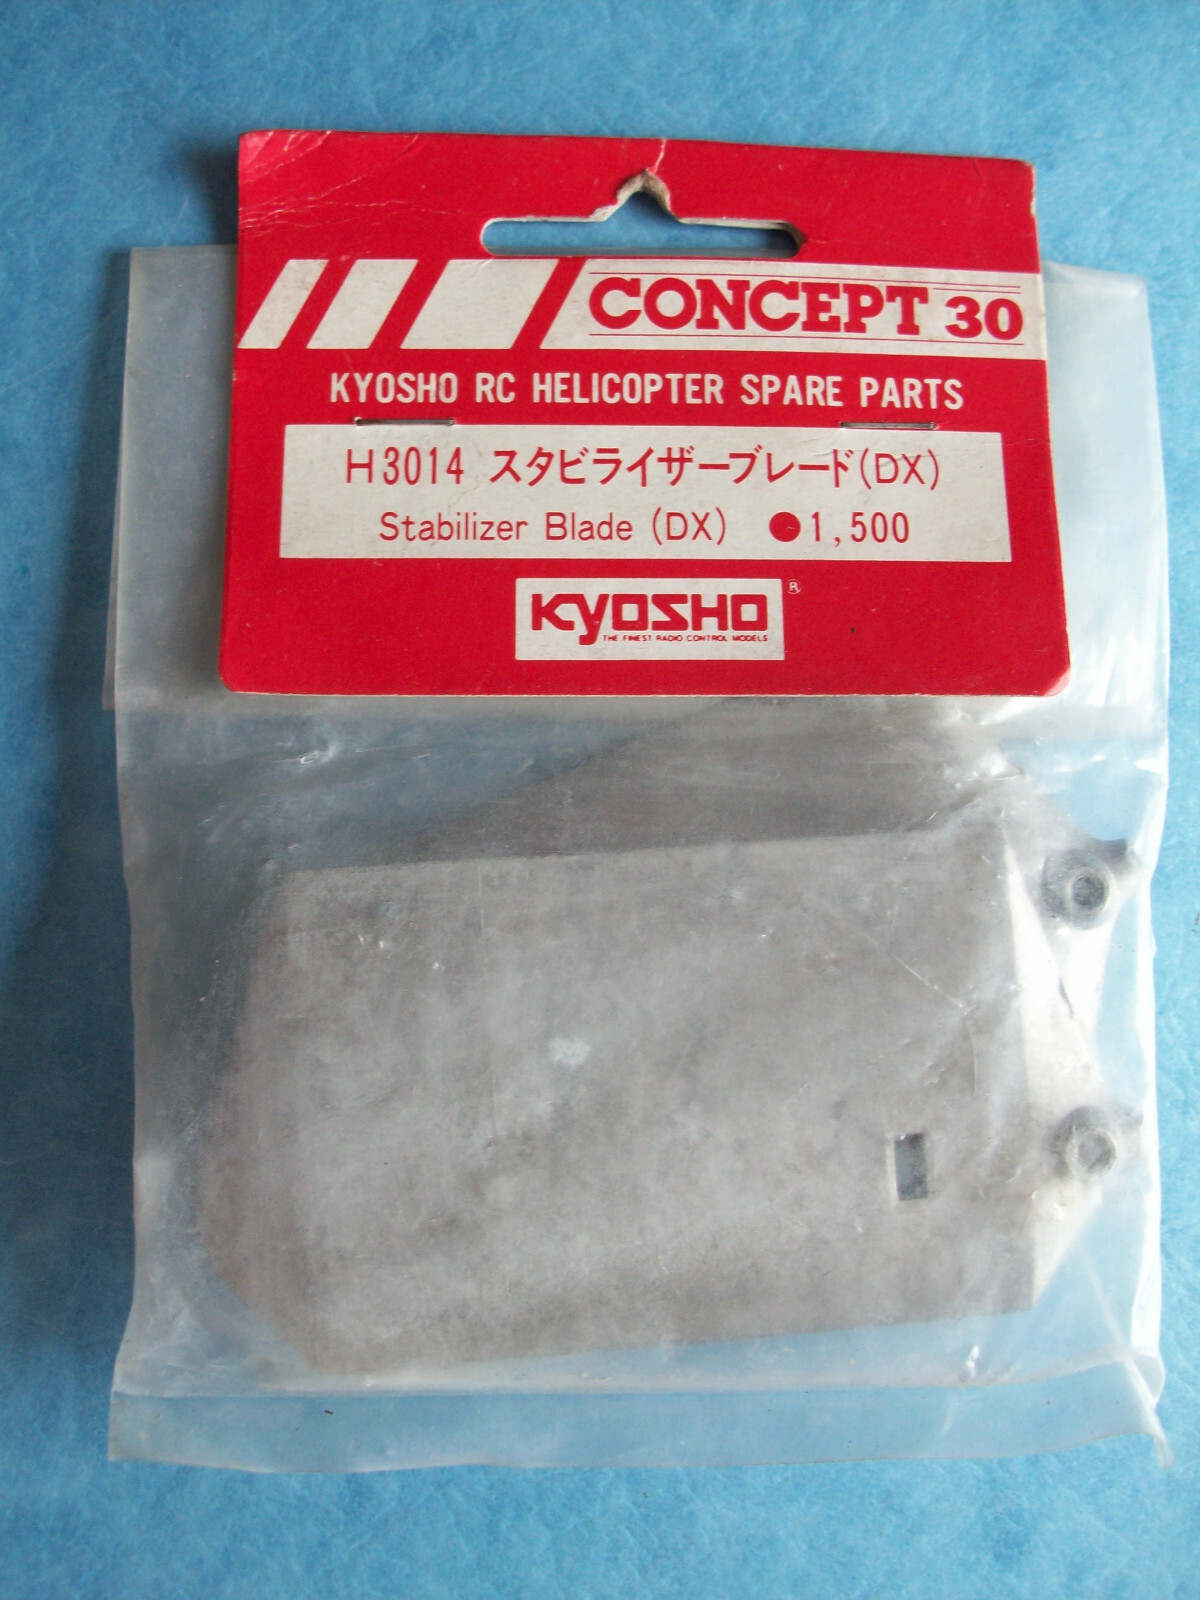 CONCEPT 30
KYOSHO RC HELICOPTER SPARE PARTS
H3014 スタビライザーブレード(DX)
Stabilizer Blade (DX) ●1,500
KYOSHO ®
THE FINEST RADIO CONTROL MODELS